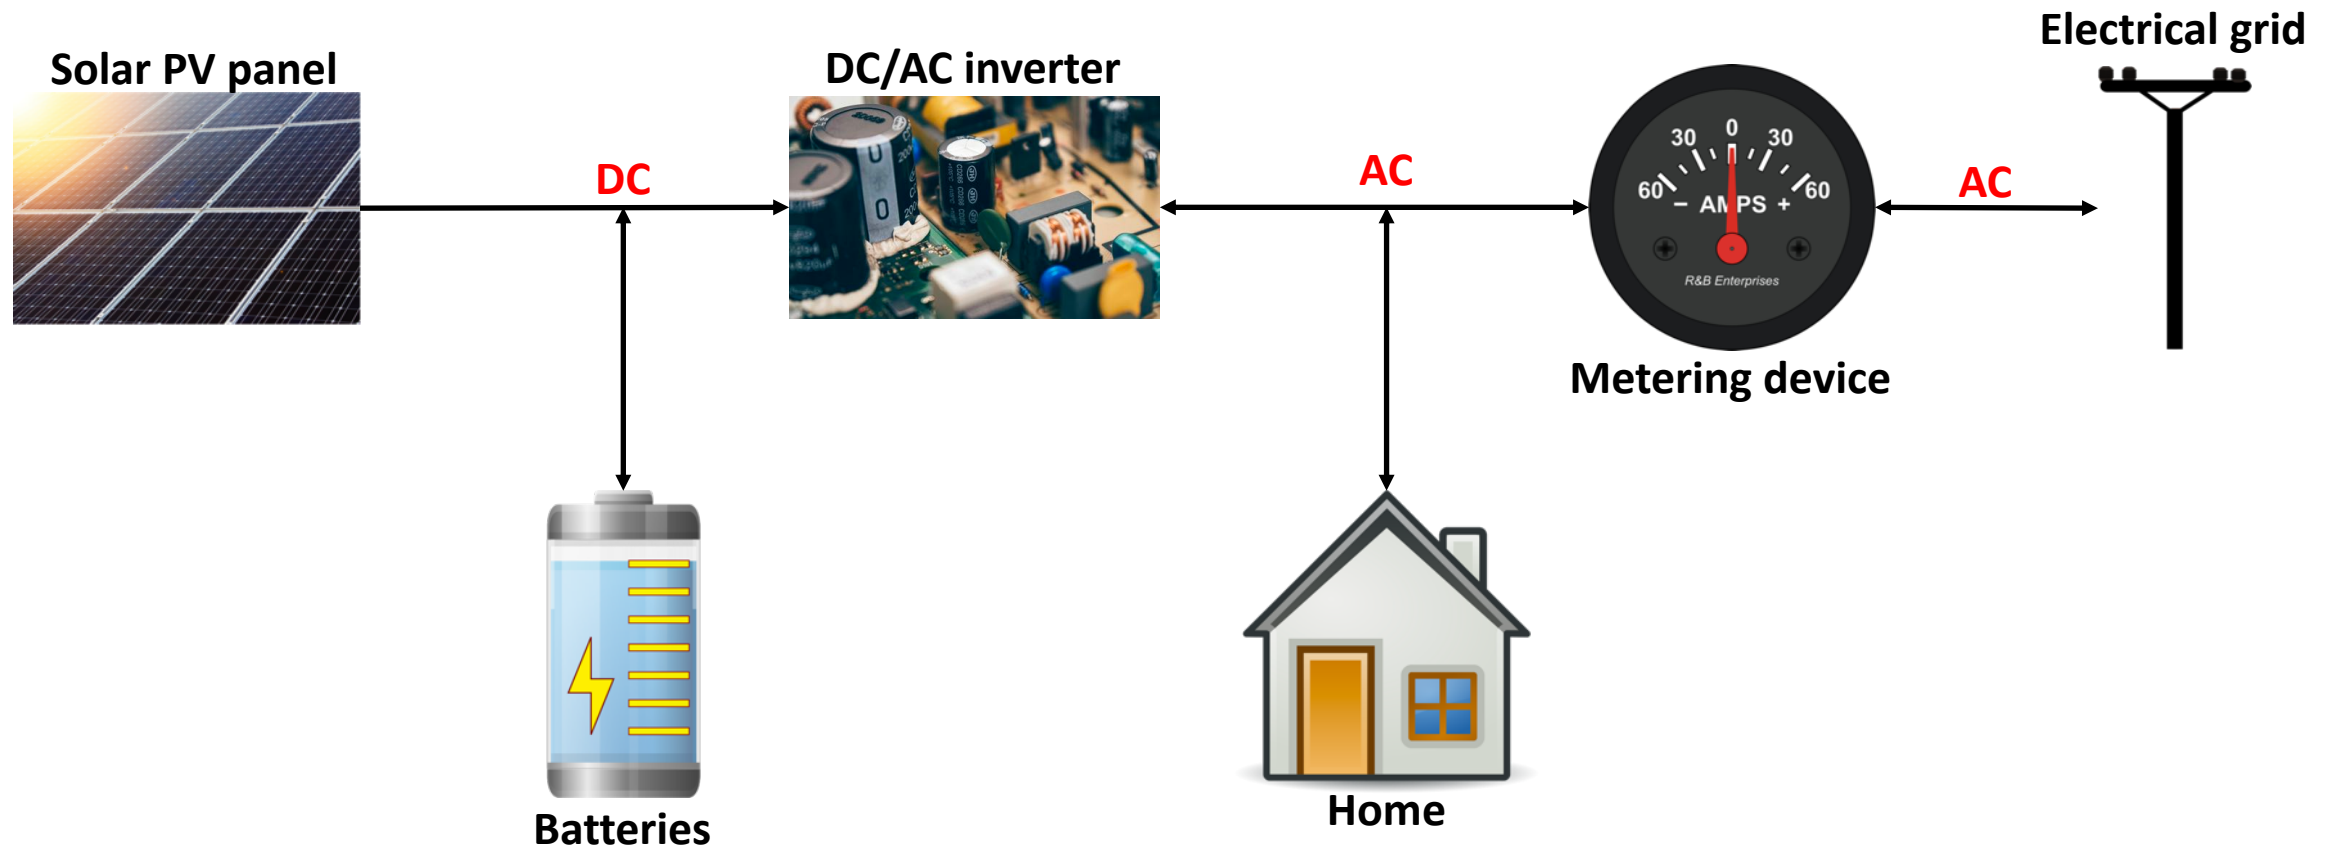 Electrical grid
Solar PV panel
DC/AC inverter
DC
AC
AC
30 0 30
60 60
− AMPS +
R&B Enterprises
Metering device
Batteries
Home